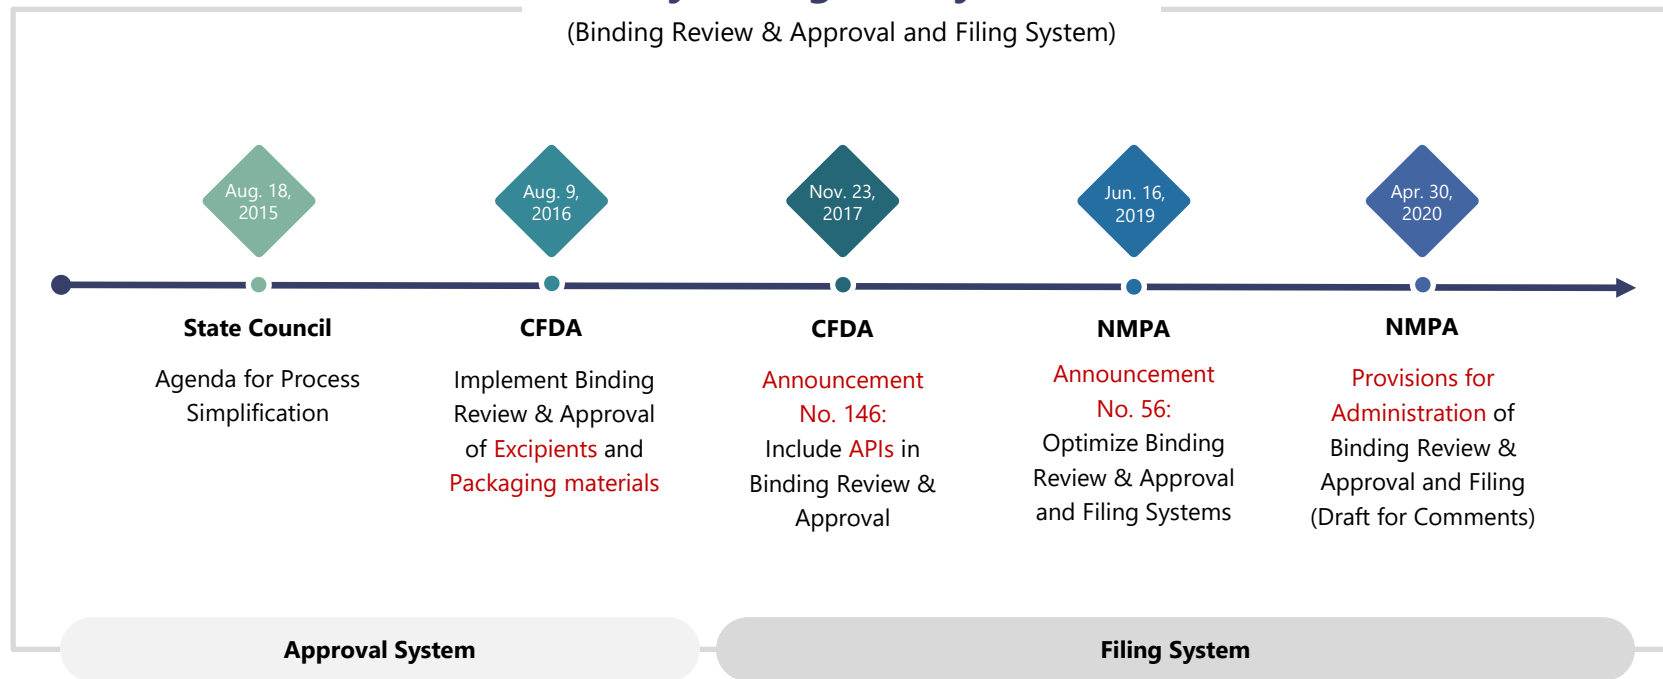 (Binding Review & Approval and Filing System)
Aug. 18,
2015
Aug. 9,
2016
Nov. 23,
2017
Jun. 16,
2019
Apr. 30,
2020
State Council
Agenda for Process
Simplification
CFDA
Implement Binding
Review & Approval
of Excipients and
Packaging materials
CFDA
Announcement
No. 146:
Include APIs in
Binding Review &
Approval
NMPA
Announcement
No. 56:
Optimize Binding
Review & Approval
and Filing Systems
NMPA
Provisions for
Administration of
Binding Review &
Approval and Filing
(Draft for Comments)
Approval System
Filing System